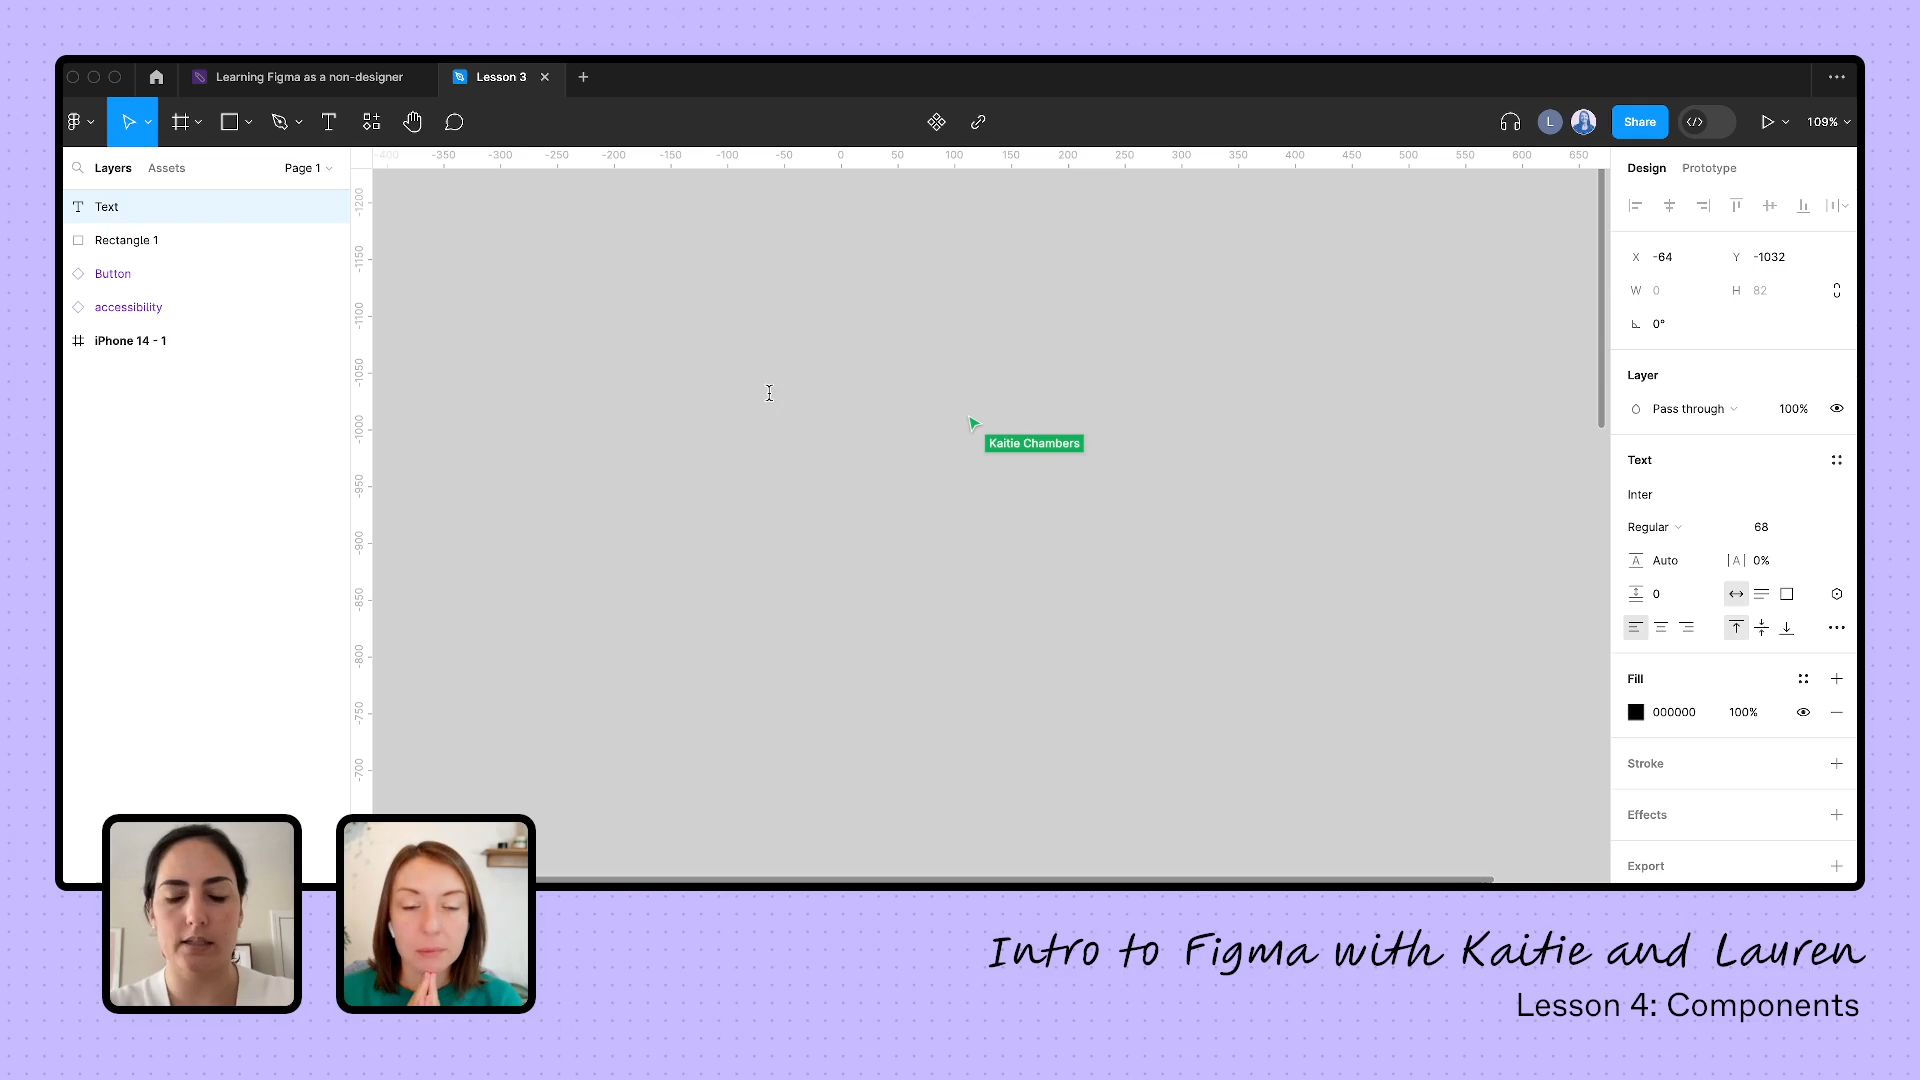 Learning Figma as a non-designer
Lesson 3
L
Share
109%
Layers
Assets
Page 1
-400 -350 -300 -250 -200 -150 -100 -50 0 50 100 150 200 250 300 350 400 450 500 550 600 650
-1200
-1150
-1100
-1050
-1000
-950
-900
-850
-800
-750
-700
Text
Rectangle 1
Button
accessibility
iPhone 14 - 1
Kaitie Chambers
Design
Prototype
X -64 Y -1032
W 0 H 82
0°
Layer
Pass through 100%
Text
Inter
Regular 68
Auto 0%
0
Fill
000000 100%
Stroke
Effects
Export
Intro to Figma with Kaitie and Lauren
Lesson 4: Components